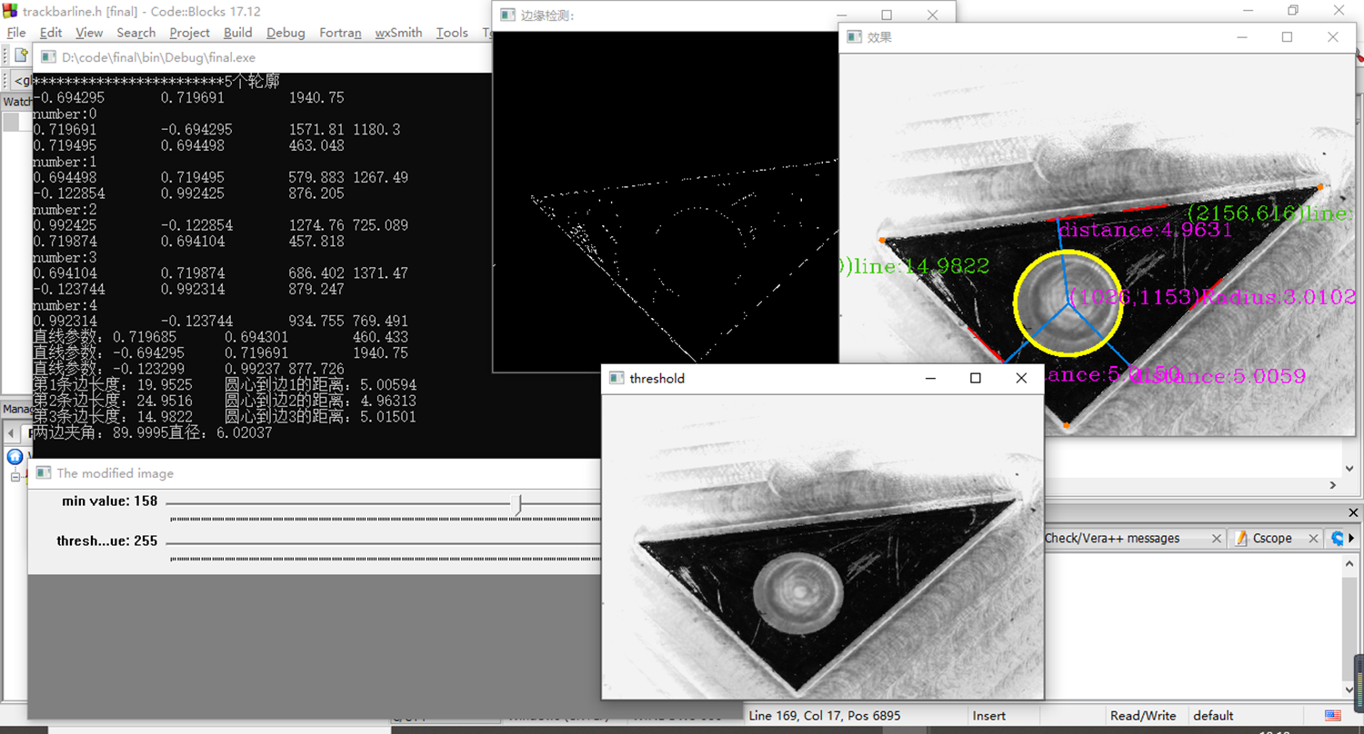 trackbarline.h [final] - Code::Blocks 17.12
File Edit View Search Project Build Debug Fortran wxSmith Tools
D:\code\final\bin\Debug\final.exe
************************5个轮廓
-0.694295 0.719691 1940.75
number:0
0.719691 -0.694295 1571.81 1180.3
0.719495 0.694498 463.048
number:1
0.694498 0.719495 579.883 1267.49
-0.122854 0.992425 876.205
number:2
0.992425 -0.122854 1274.76 725.089
0.719874 0.694104 457.818
number:3
0.694104 0.719874 686.402 1371.47
-0.123744 0.992314 879.247
number:4
0.992314 -0.123744 934.755 769.491
直线参数：0.719685 0.694301 460.433
直线参数：-0.694295 0.719691 1940.75
直线参数：-0.123299 0.99237 877.726
第1条边长度：19.9525 圆心到边1的距离：5.00594
第2条边长度：24.9516 圆心到边2的距离：4.96313
第3条边长度：14.9822 圆心到边3的距离：5.01501
两边夹角：89.9995直径：6.02037
边缘检测:
效果
(2156,616)line:
distance:4.9631
))line:14.9822
(1026,1153)Radius:3.0102
distance:5.0059
threshold
The modified image
min value: 158
thresh...ue: 255
Check/Vera++ messages
Cscope
Line 169, Col 17, Pos 6895
Insert
Read/Write
default